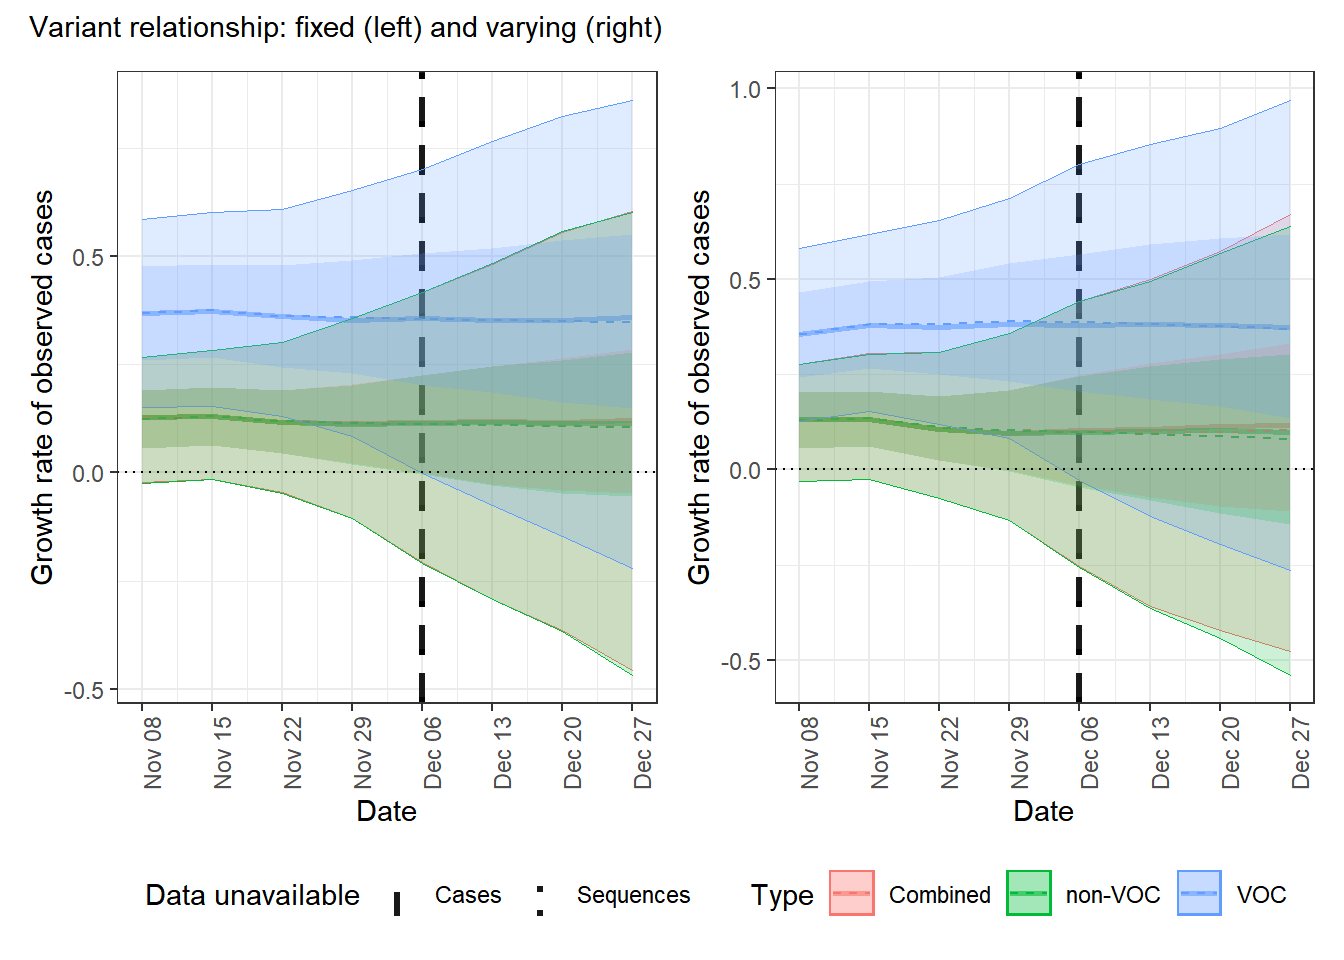 Variant relationship: fixed (left) and varying (right)
Growth rate of observed cases
0.5
0.0
-0.5
Nov 08
Nov 15
Nov 22
Nov 29
Dec 06
Dec 13
Dec 20
Dec 27
Date
Growth rate of observed cases
1.0
0.5
0.0
-0.5
Nov 08
Nov 15
Nov 22
Nov 29
Dec 06
Dec 13
Dec 20
Dec 27
Date
Data unavailable Cases Sequences Type Combined non-VOC VOC